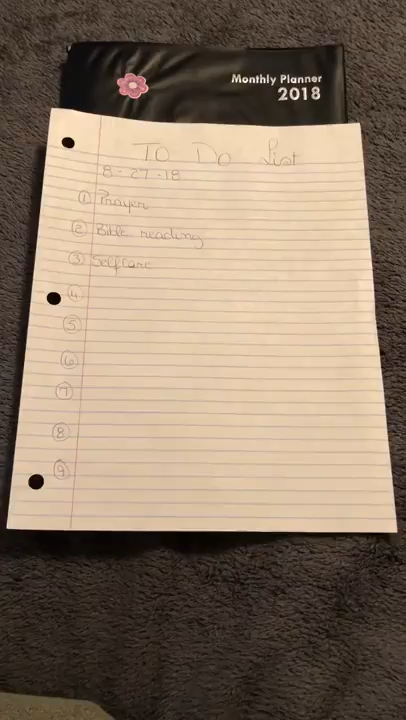 Monthly Planner
2018
To Do List
8-27-18
① Prayer
② Bible reading
③ Selfcare
④
⑤
⑥
⑦
⑧
⑨